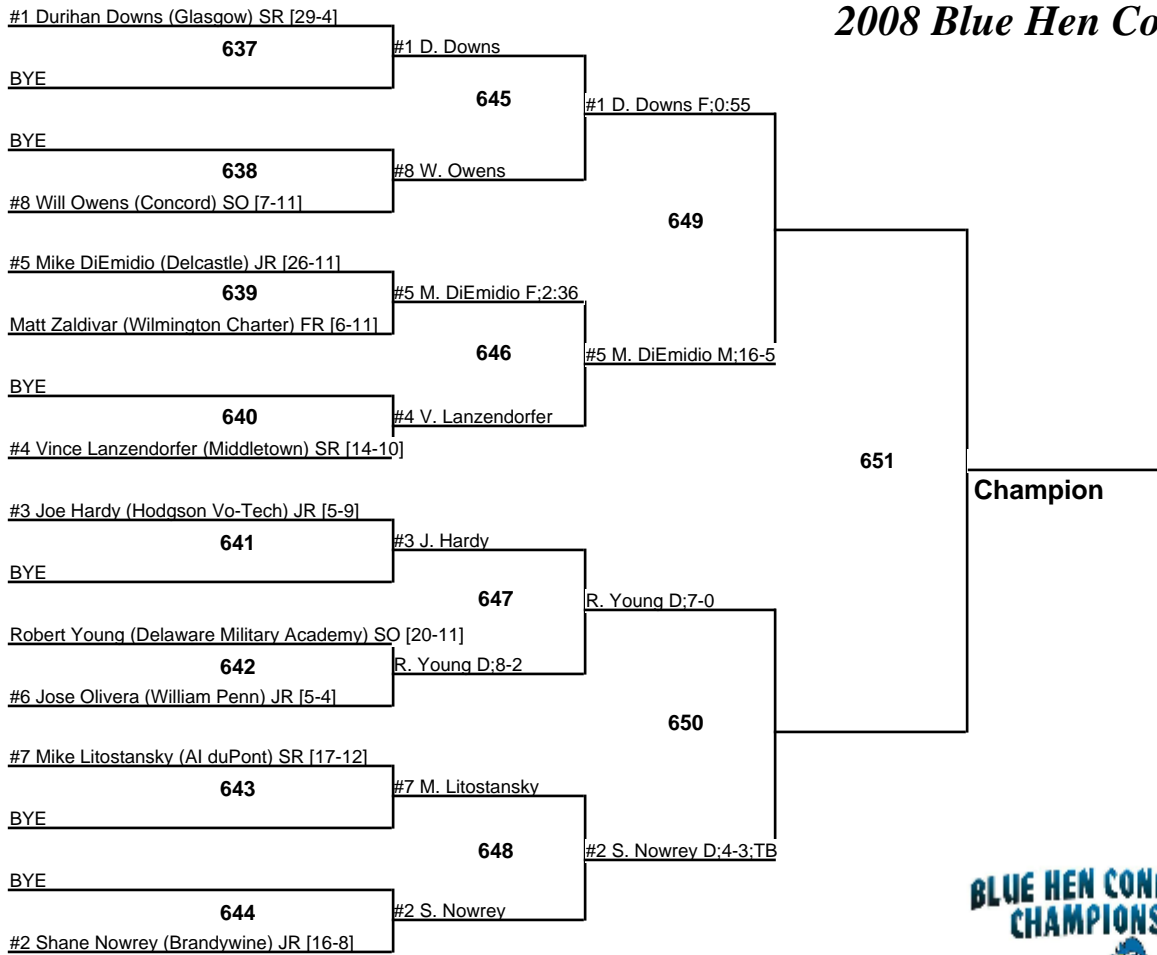 2008 Blue Hen Co
#1 Durihan Downs (Glasgow) SR [29-4]
637
BYE
#1 D. Downs
645
BYE
638
#8 Will Owens (Concord) SO [7-11]
#8 W. Owens
#1 D. Downs F;0:55
649
#5 Mike DiEmidio (Delcastle) JR [26-11]
639
Matt Zaldivar (Wilmington Charter) FR [6-11]
#5 M. DiEmidio F;2:36
646
BYE
640
#4 Vince Lanzendorfer (Middletown) SR [14-10]
#4 V. Lanzendorfer
#5 M. DiEmidio M;16-5
651
Champion
#3 Joe Hardy (Hodgson Vo-Tech) JR [5-9]
641
BYE
#3 J. Hardy
647
Robert Young (Delaware Military Academy) SO [20-11]
642
#6 Jose Olivera (William Penn) JR [5-4]
R. Young D;8-2
R. Young D;7-0
650
#7 Mike Litostansky (AI duPont) SR [17-12]
643
BYE
#7 M. Litostansky
648
BYE
644
#2 Shane Nowrey (Brandywine) JR [16-8]
#2 S. Nowrey
#2 S. Nowrey D;4-3;TB
BLUE HEN CON
CHAMPIONS